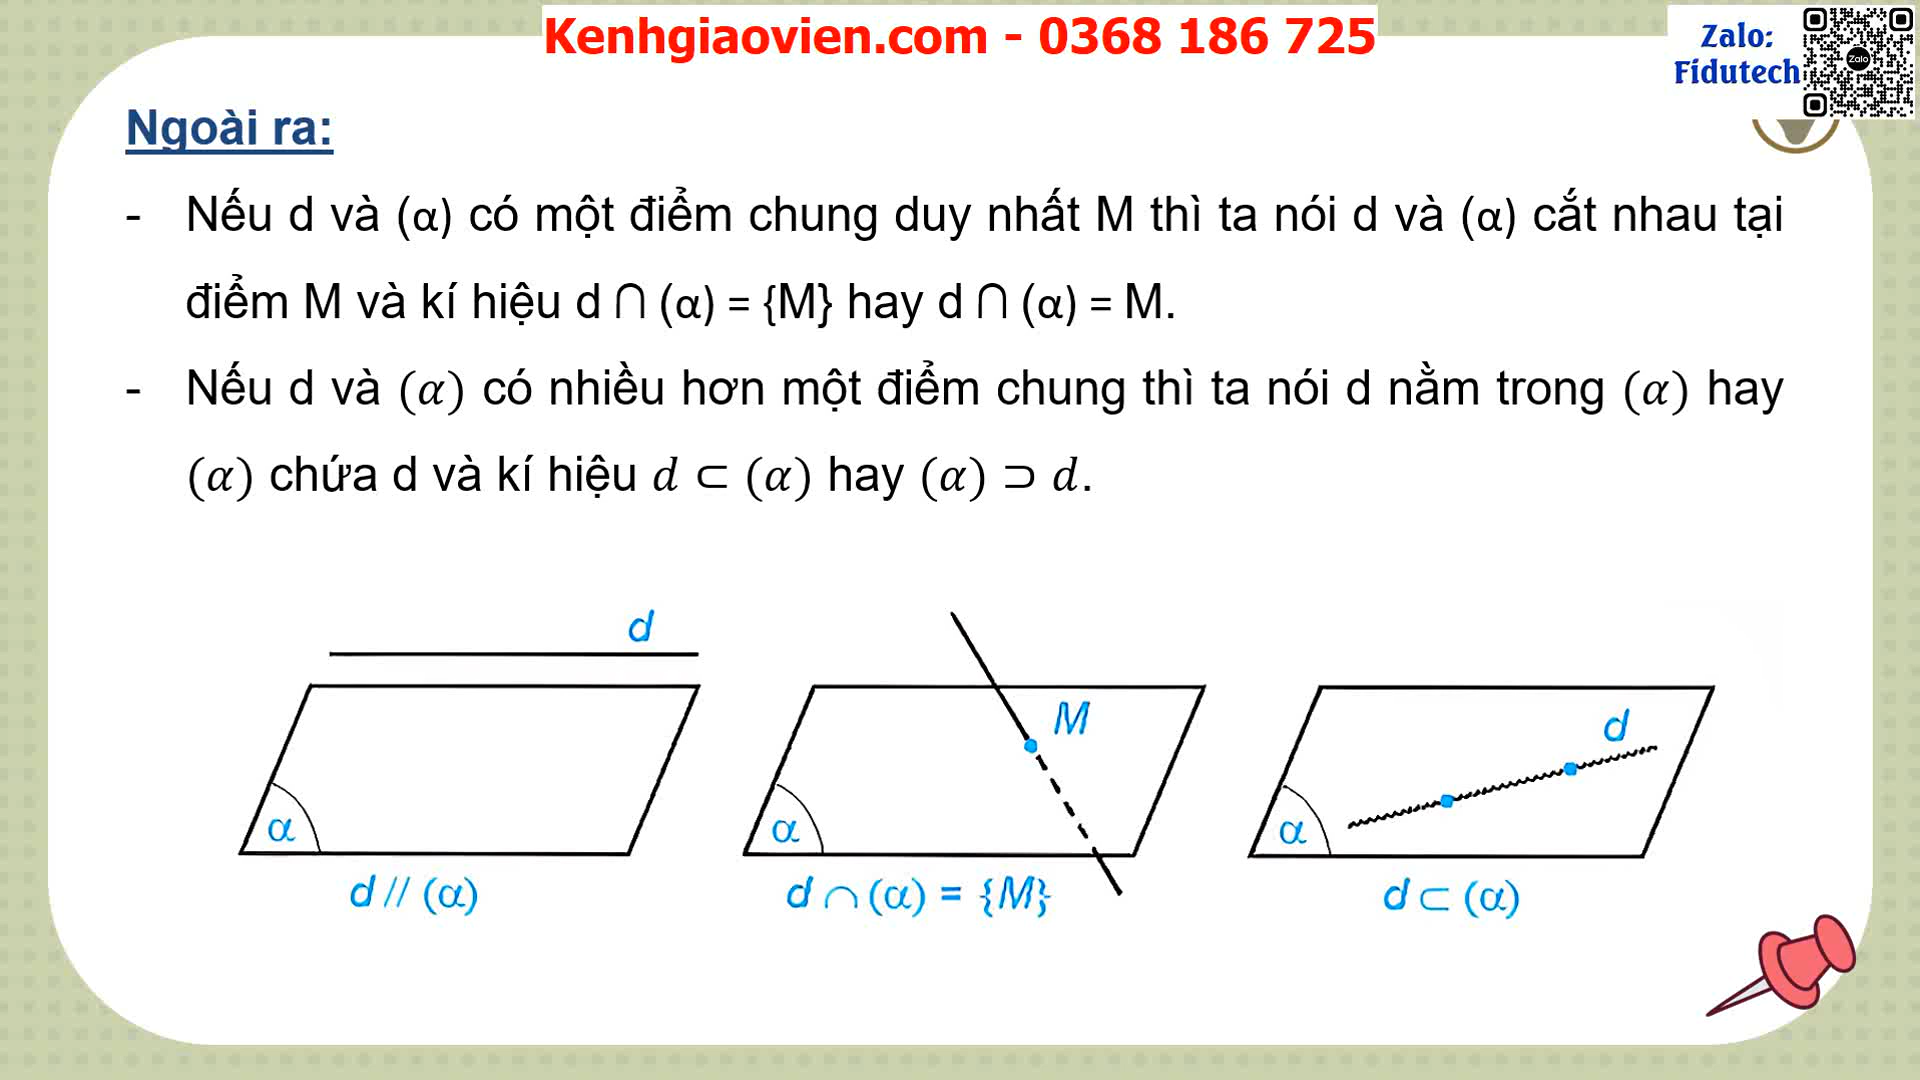 Kenhgiaovien.com - 0368 186 725
Zalo:
Fidutech
Zalo
Ngoài ra:
- Nếu d và (α) có một điểm chung duy nhất M thì ta nói d và (α) cắt nhau tại
điểm M và kí hiệu d ∩ (α) = {M} hay d ∩ (α) = M.
- Nếu d và (α) có nhiều hơn một điểm chung thì ta nói d nằm trong (α) hay
(α) chứa d và kí hiệu d ⊂ (α) hay (α) ⊃ d.
d
α
d // (α)
M
α
d ∩ (α) = {M}
d
α
d ⊂ (α)